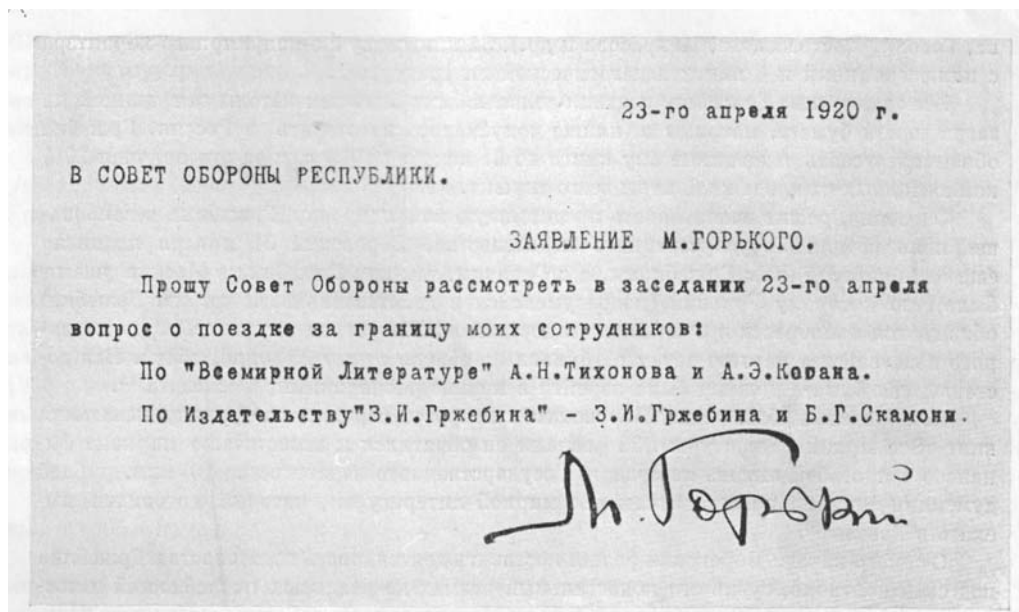 23-го апреля 1920 г.
В СОВЕТ ОБОРОНЫ РЕСПУБЛИКИ.
ЗАЯВЛЕНИЕ М.ГОРЬКОГО.
Прошу Совет Обороны рассмотреть в заседании 23-го апреля
вопрос о поездке за границу моих сотрудников:
По "Всемирной Литературе" А.Н.Тихонова и А.Э.Когана.
По Издательству"З.И.Гржебина" - З.И.Гржебина и Б.Г.Скамони.
М. Горький